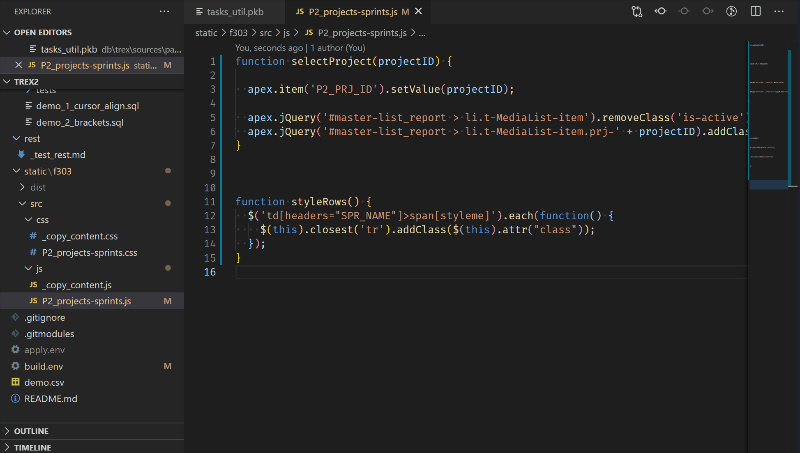 EXPLORER
OPEN EDITORS
tasks_util.pkb db\trex\sources\pa...
JS P2_projects-sprints.js stati... M
TREX2
tests
demo_1_cursor_align.sql
demo_2_brackets.sql
rest
_test_rest.md
static\f303
dist
src
css
# _copy_content.css
# P2_projects-sprints.css
js
JS _copy_content.js
JS P2_projects-sprints.js M
.gitignore
.gitmodules
apply.env
build.env M
demo.csv
README.md
OUTLINE
TIMELINE
tasks_util.pkb
JS P2_projects-sprints.js M
static > f303 > src > js > JS P2_projects-sprints.js > ...
You, seconds ago | 1 author (You)
1 function selectProject(projectID) {
2
3 apex.item('P2_PRJ_ID').setValue(projectID);
4
5 apex.jQuery('#master-list_report > li.t-MediaList-item').removeClass('is-active'
6 apex.jQuery('#master-list_report > li.t-MediaList-item.prj-' + projectID).addClas
7 }
8
9
10
11 function styleRows() {
12 $('td[headers="SPR_NAME"]>span[styleme]').each(function() {
13 $(this).closest('tr').addClass($(this).attr("class"));
14 });
15 }
16